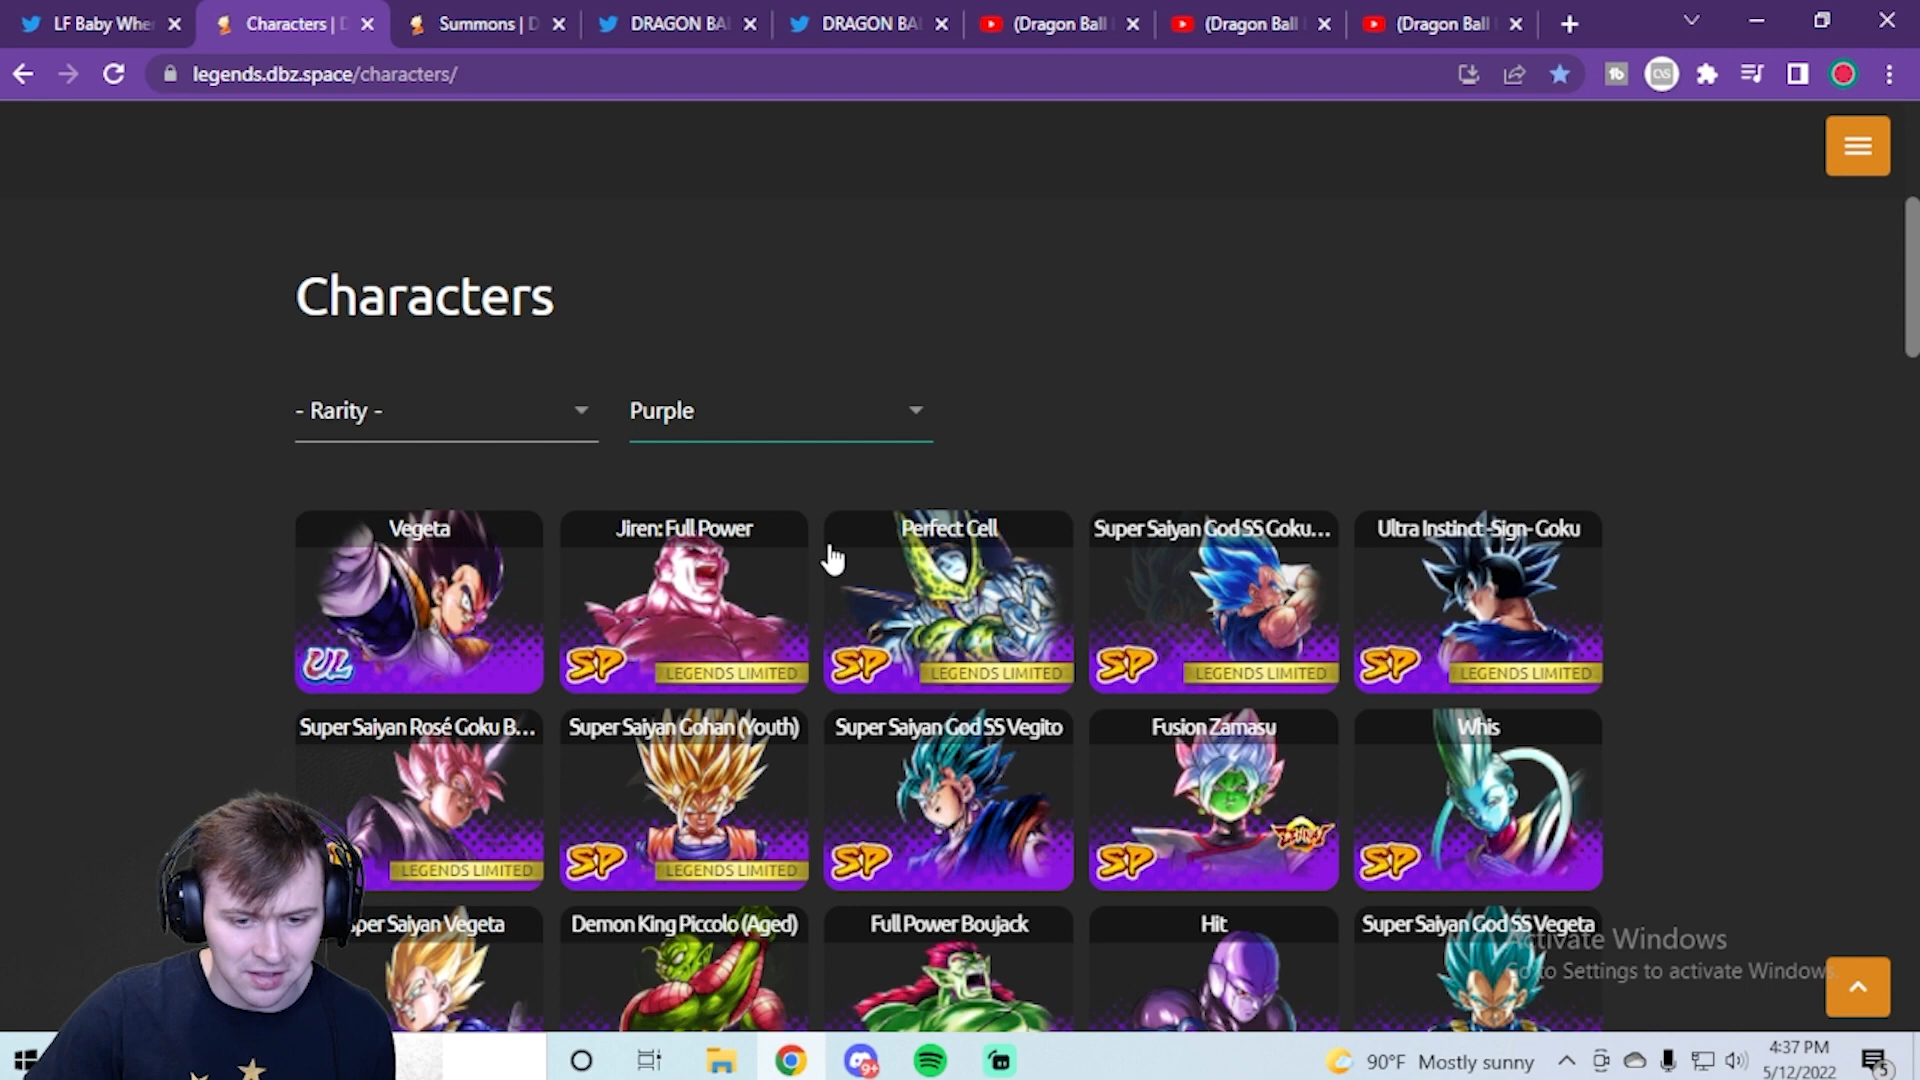 LF Baby Whe
Characters | D
Summons | D
DRAGON BA
DRAGON BA
(Dragon Ball
(Dragon Ball
(Dragon Ball
legends.dbz.space/characters/
Characters
- Rarity -
Purple
Vegeta
UL
Jiren: Full Power
SP
LEGENDS LIMITED
Perfect Cell
SP
LEGENDS LIMITED
Super Saiyan God SS Goku...
SP
LEGENDS LIMITED
Ultra Instinct -Sign- Goku
SP
LEGENDS LIMITED
Super Saiyan Rosé Goku B...
LEGENDS LIMITED
Super Saiyan Gohan (Youth)
SP
LEGENDS LIMITED
Super Saiyan God SS Vegito
SP
Fusion Zamasu
SP
Whis
SP
per Saiyan Vegeta
Demon King Piccolo (Aged)
Full Power Boujack
Hit
Super Saiyan God SS Vegeta
Activate Windows
Go to Settings to activate Windows.
9+
90°F Mostly sunny
4:37 PM
5/12/2022
5